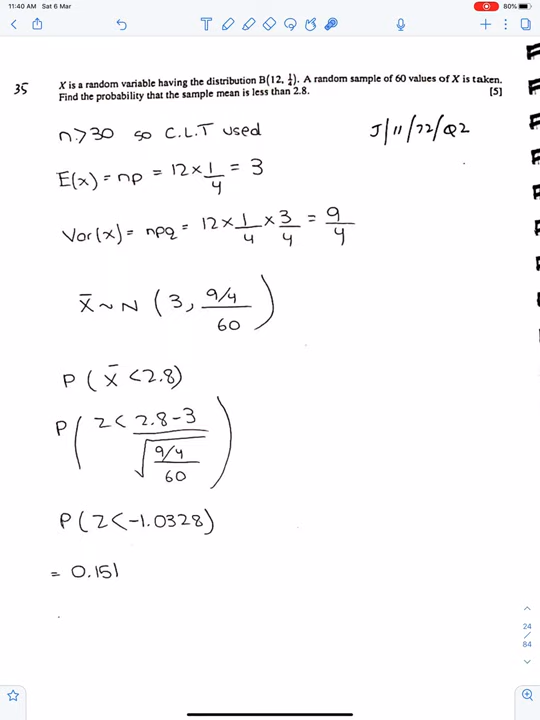 11:40 AM Sat 6 Mar
80%
35
X is a random variable having the distribution B(12, 1/4). A random sample of 60 values of X is taken.
Find the probability that the sample mean is less than 2.8. [5]
n>30 so C.L.T used
J/11/72/Q2
E(x) = np = 12 × 1/4 = 3
Var(x) = npq = 12 × 1/4 × 3/4 = 9/4
X̄ ~ N (3, (9/4)/60)
P (X̄ < 2.8)
P (Z < (2.8 - 3)/√((9/4)/60))
P (Z < -1.0328)
= 0.151
24
/
84